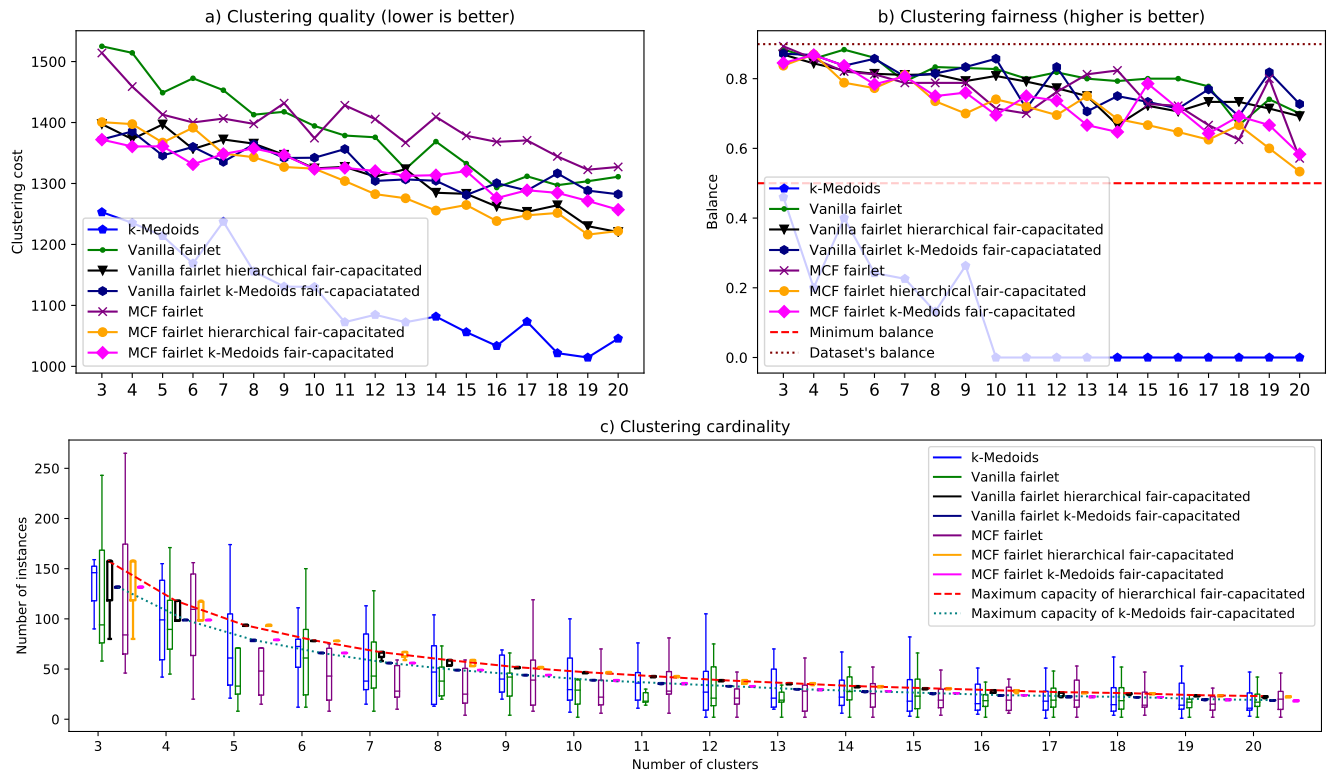 a) Clustering quality (lower is better)
1500
1400
1300
1200
1100
1000
Clustering cost
k-Medoids
Vanilla fairlet
Vanilla fairlet hierarchical fair-capacitated
Vanilla fairlet k-Medoids fair-capaciatated
MCF fairlet
MCF fairlet hierarchical fair-capacitated
MCF fairlet k-Medoids fair-capacitated
3 4 5 6 7 8 9 10 11 12 13 14 15 16 17 18 19 20
b) Clustering fairness (higher is better)
0.8
0.6
0.4
0.2
0.0
Balance
k-Medoids
Vanilla fairlet
Vanilla fairlet hierarchical fair-capacitated
Vanilla fairlet k-Medoids fair-capaciatated
MCF fairlet
MCF fairlet hierarchical fair-capacitated
MCF fairlet k-Medoids fair-capacitated
Minimum balance
Dataset's balance
3 4 5 6 7 8 9 10 11 12 13 14 15 16 17 18 19 20
c) Clustering cardinality
250
200
150
100
50
0
Number of instances
k-Medoids
Vanilla fairlet
Vanilla fairlet hierarchical fair-capacitated
Vanilla fairlet k-Medoids fair-capacitated
MCF fairlet
MCF fairlet hierarchical fair-capacitated
MCF fairlet k-Medoids fair-capacitated
Maximum capacity of hierarchical fair-capacitated
Maximum capacity of k-Medoids fair-capacitated
3 4 5 6 7 8 9 10 11 12 13 14 15 16 17 18 19 20
Number of clusters